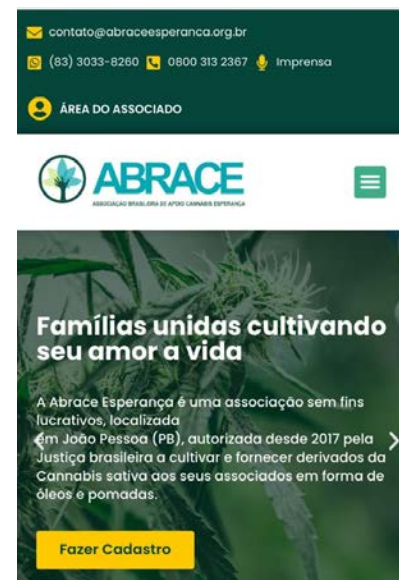 contato@abraceesperanca.org.br
(83) 3033-8260 0800 313 2367 Imprensa
ÁREA DO ASSOCIADO
ABRACE
ASSOCIAÇÃO BRASILEIRA DE APOIO CANNABIS ESPERANÇA
Famílias unidas cultivando
seu amor a vida
A Abrace Esperança é uma associação sem fins
lucrativos, localizada
em João Pessoa (PB), autorizada desde 2017 pela
Justiça brasileira a cultivar e fornecer derivados da
Cannabis sativa aos seus associados em forma de
óleos e pomadas.
Fazer Cadastro